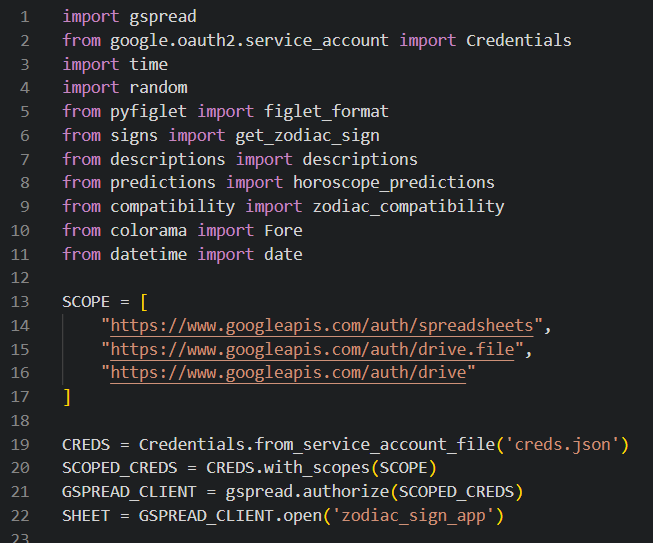 1 import gspread
2 from google.oauth2.service_account import Credentials
3 import time
4 import random
5 from pyfiglet import figlet_format
6 from signs import get_zodiac_sign
7 from descriptions import descriptions
8 from predictions import horoscope_predictions
9 from compatibility import zodiac_compatibility
10 from colorama import Fore
11 from datetime import date
12
13 SCOPE = [
14     "https://www.googleapis.com/auth/spreadsheets",
15     "https://www.googleapis.com/auth/drive.file",
16     "https://www.googleapis.com/auth/drive"
17 ]
18
19 CREDS = Credentials.from_service_account_file('creds.json')
20 SCOPED_CREDS = CREDS.with_scopes(SCOPE)
21 GSPREAD_CLIENT = gspread.authorize(SCOPED_CREDS)
22 SHEET = GSPREAD_CLIENT.open('zodiac_sign_app')
23